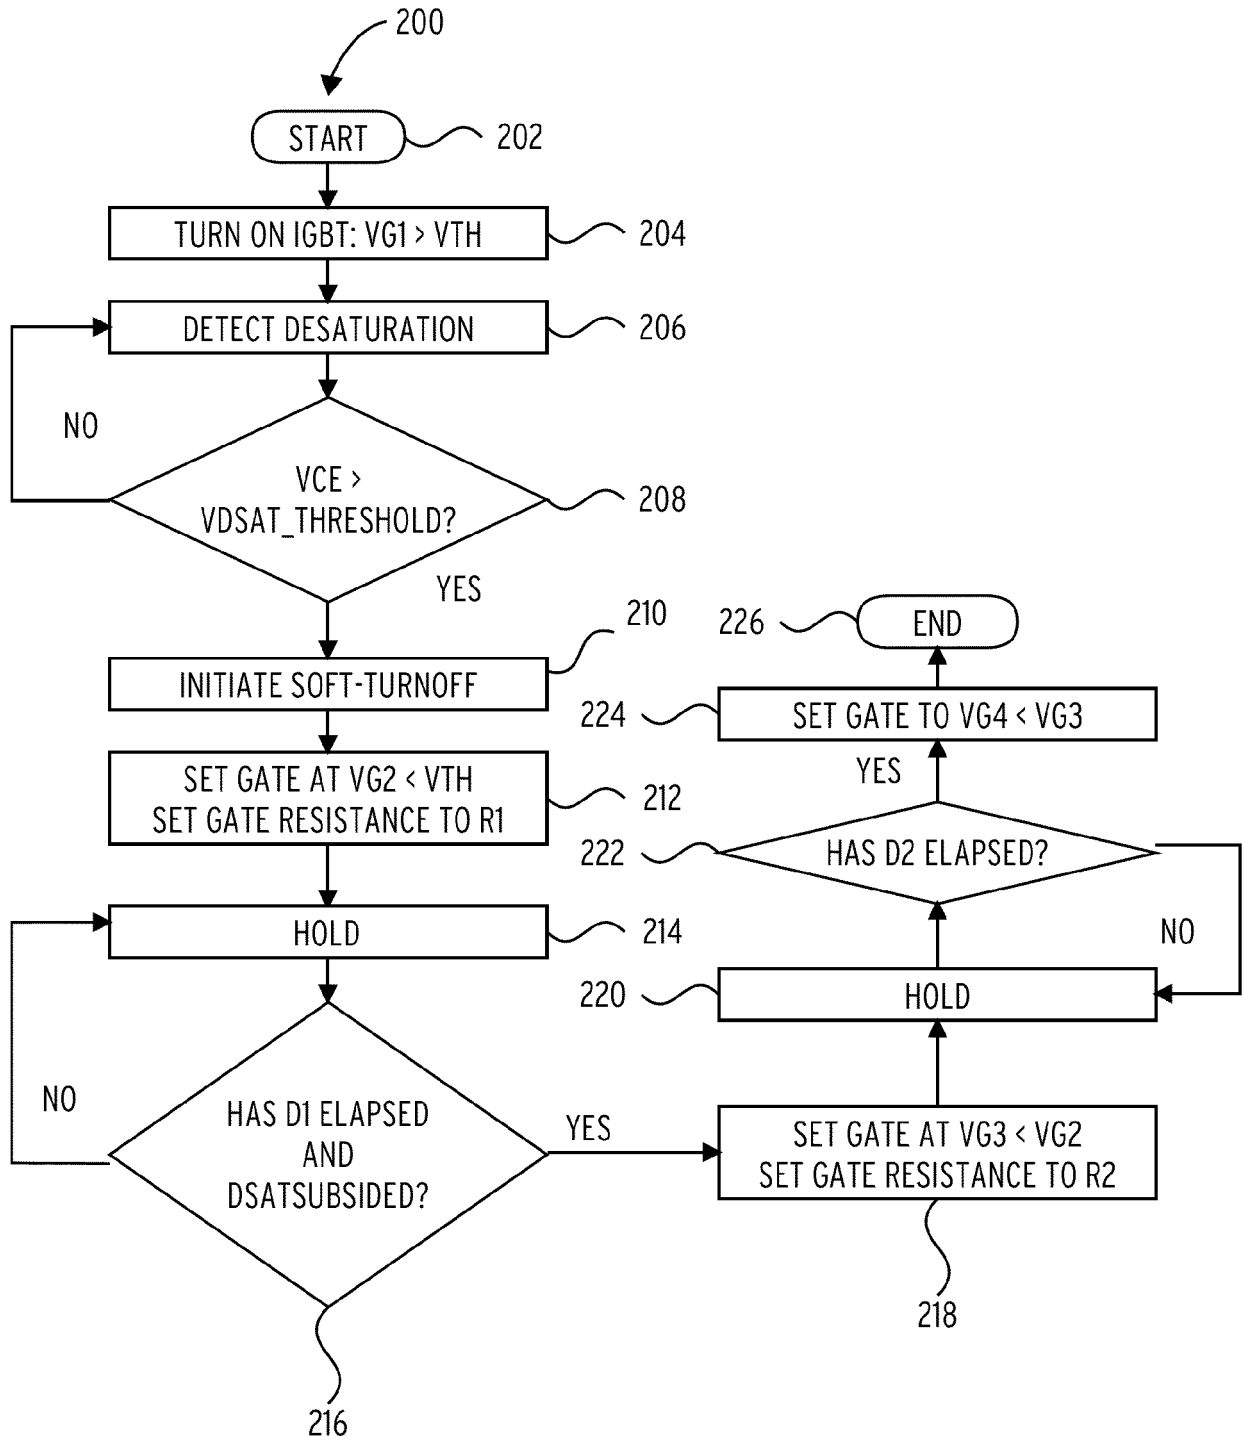 200
START
202
TURN ON IGBT: VG1 > VTH
204
DETECT DESATURATION
206
NO
VCE >
VDSAT_THRESHOLD?
208
YES
INITIATE SOFT-TURNOFF
210
SET GATE AT VG2 < VTH
SET GATE RESISTANCE TO R1
212
HOLD
214
NO
HAS D1 ELAPSED
AND
DSATSUBSIDED?
216
YES
SET GATE AT VG3 < VG2
SET GATE RESISTANCE TO R2
218
HOLD
220
NO
HAS D2 ELAPSED?
222
YES
SET GATE TO VG4 < VG3
224
END
226